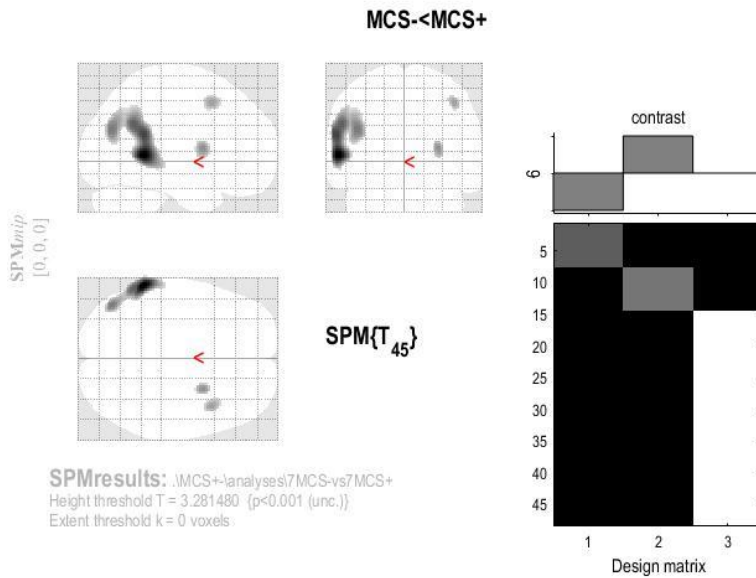 MCS-<MCS+
SPMmip
[0, 0, 0]
<
<
<
SPM{T45}
contrast
6
5
10
15
20
25
30
35
40
45
1 2 3
Design matrix
SPMresults: .\MCS+-\analyses\7MCS-vs7MCS+
Height threshold T = 3.281480 {p<0.001 (unc.)}
Extent threshold k = 0 voxels